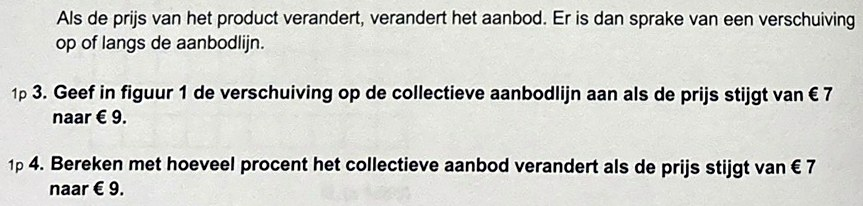 Als de prijs van het product verandert, verandert het aanbod. Er is dan sprake van een verschuiving
op of langs de aanbodlijn.
1p 3. Geef in figuur 1 de verschuiving op de collectieve aanbodlijn aan als de prijs stijgt van € 7
naar € 9.
1p 4. Bereken met hoeveel procent het collectieve aanbod verandert als de prijs stijgt van € 7
naar € 9.